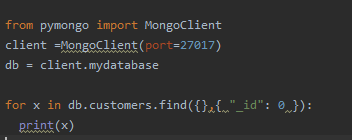 from pymongo import MongoClient
client =MongoClient(port=27017)
db = client.mydatabase
for x in db.customers.find({},{ "_id": 0 }):
  print(x)